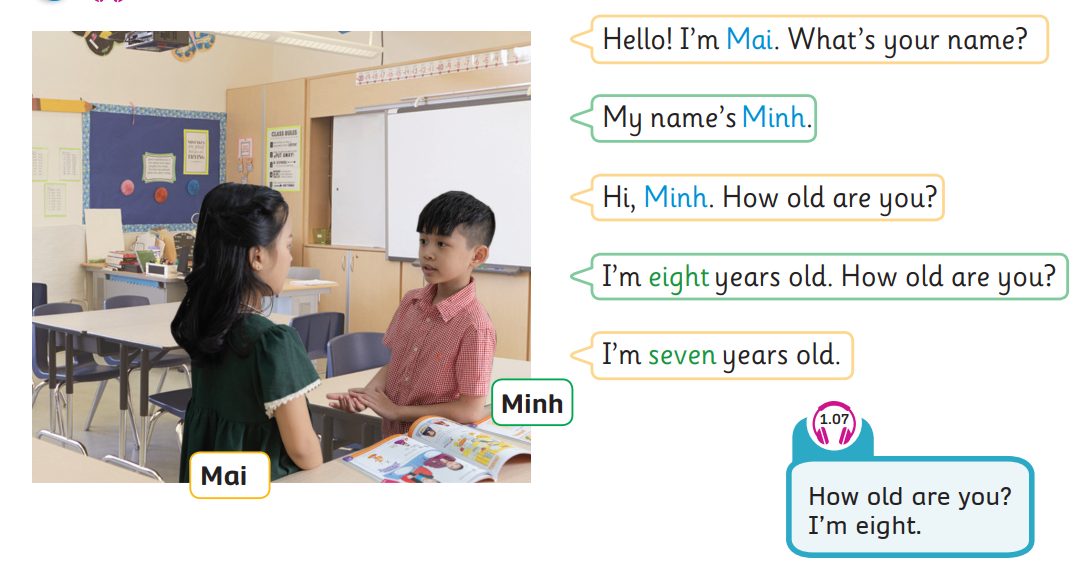 Hello! I'm Mai. What's your name?
My name's Minh.
Hi, Minh. How old are you?
I'm eight years old. How old are you?
I'm seven years old.
CLASS RULES
TRYING
Minh
Mai
1.07
How old are you?
I'm eight.